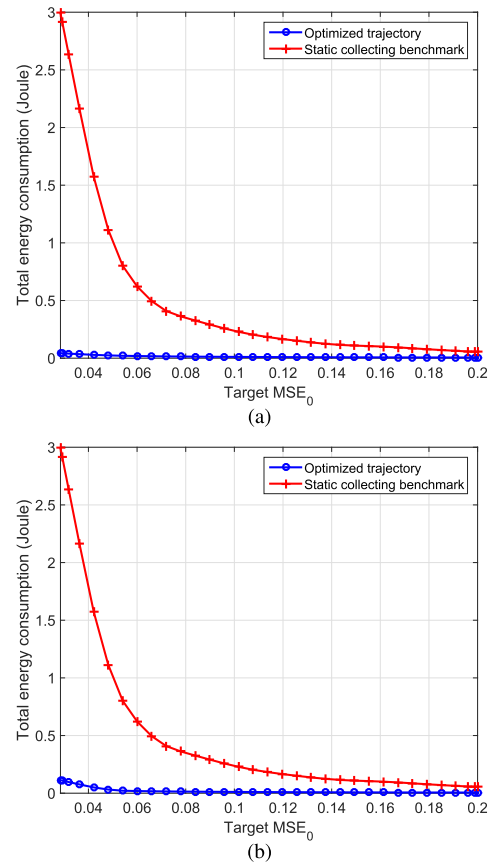 3
2.5
2
1.5
1
0.5
0
Total energy consumption (Joule)
Optimized trajectory
Static collecting benchmark
0.04 0.06 0.08 0.1 0.12 0.14 0.16 0.18 0.2
Target MSE0
(a)
3
2.5
2
1.5
1
0.5
0
Total energy consumption (Joule)
Optimized trajectory
Static collecting benchmark
0.04 0.06 0.08 0.1 0.12 0.14 0.16 0.18 0.2
Target MSE0
(b)